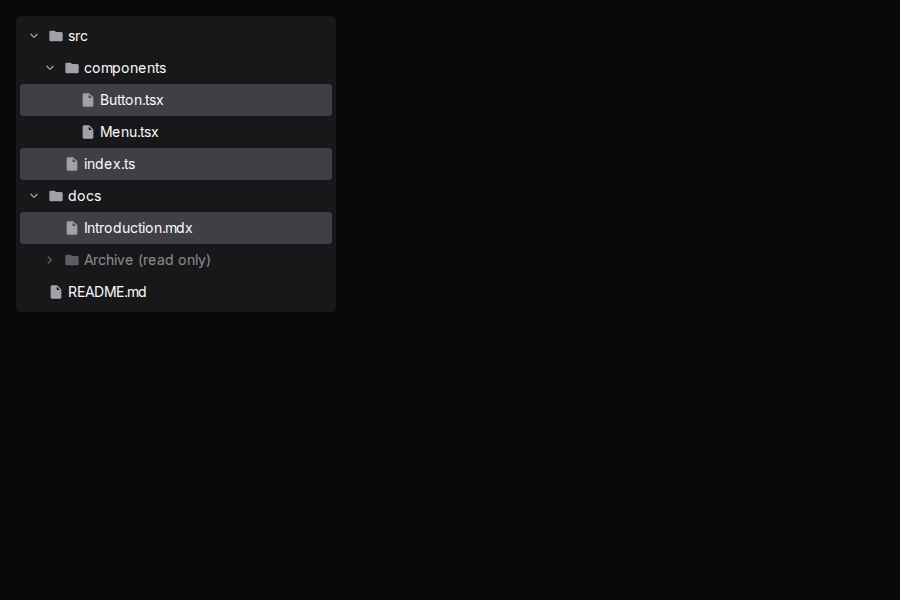 src
components
Button.tsx
Menu.tsx
index.ts
docs
Introduction.mdx
Archive (read only)
README.md